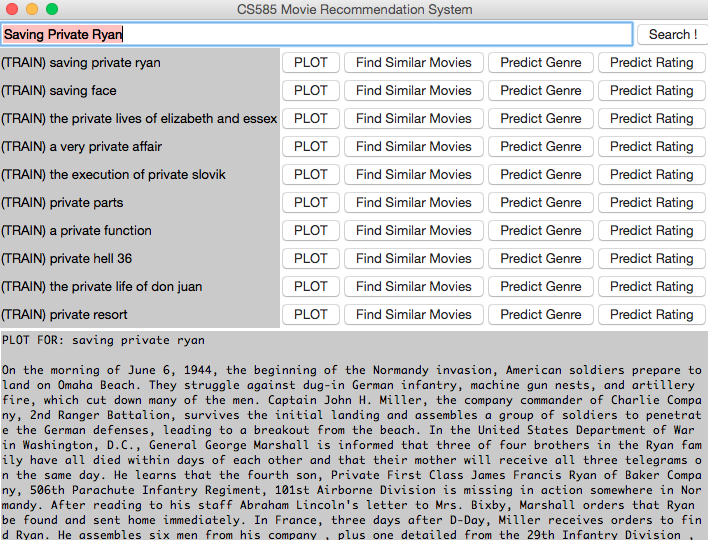 CS585 Movie Recommendation System
Saving Private Ryan Search !
(TRAIN) saving private ryan PLOT Find Similar Movies Predict Genre Predict Rating
(TRAIN) saving face PLOT Find Similar Movies Predict Genre Predict Rating
(TRAIN) the private lives of elizabeth and essex PLOT Find Similar Movies Predict Genre Predict Rating
(TRAIN) a very private affair PLOT Find Similar Movies Predict Genre Predict Rating
(TRAIN) the execution of private slovik PLOT Find Similar Movies Predict Genre Predict Rating
(TRAIN) private parts PLOT Find Similar Movies Predict Genre Predict Rating
(TRAIN) a private function PLOT Find Similar Movies Predict Genre Predict Rating
(TRAIN) private hell 36 PLOT Find Similar Movies Predict Genre Predict Rating
(TRAIN) the private life of don juan PLOT Find Similar Movies Predict Genre Predict Rating
(TRAIN) private resort PLOT Find Similar Movies Predict Genre Predict Rating
PLOT FOR: saving private ryan
On the morning of June 6, 1944, the beginning of the Normandy invasion, American soldiers prepare to
land on Omaha Beach. They struggle against dug-in German infantry, machine gun nests, and artillery
fire, which cut down many of the men. Captain John H. Miller, the company commander of Charlie Compa
ny, 2nd Ranger Battalion, survives the initial landing and assembles a group of soldiers to penetrat
e the German defenses, leading to a breakout from the beach. In the United States Department of War
in Washington, D.C., General George Marshall is informed that three of four brothers in the Ryan fam
ily have all died within days of each other and that their mother will receive all three telegrams o
n the same day. He learns that the fourth son, Private First Class James Francis Ryan of Baker Compa
ny, 506th Parachute Infantry Regiment, 101st Airborne Division is missing in action somewhere in Nor
mandy. After reading to his staff Abraham Lincoln's letter to Mrs. Bixby, Marshall orders that Ryan
be found and sent home immediately. In France, three days after D-Day, Miller receives orders to fin
d Ryan. He assembles six men from his company , plus one detailed from the 29th Infantry Division ,